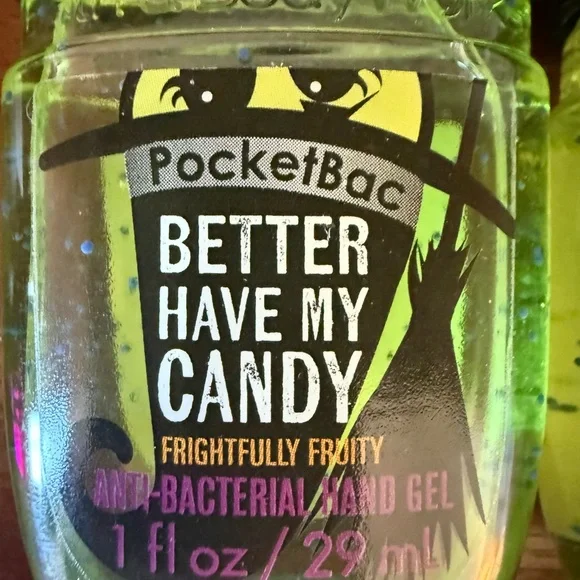 PocketBac
BETTER
HAVE MY
CANDY
FRIGHTFULLY FRUITY
ANTI-BACTERIAL HAND GEL
1 fl oz / 29 mL